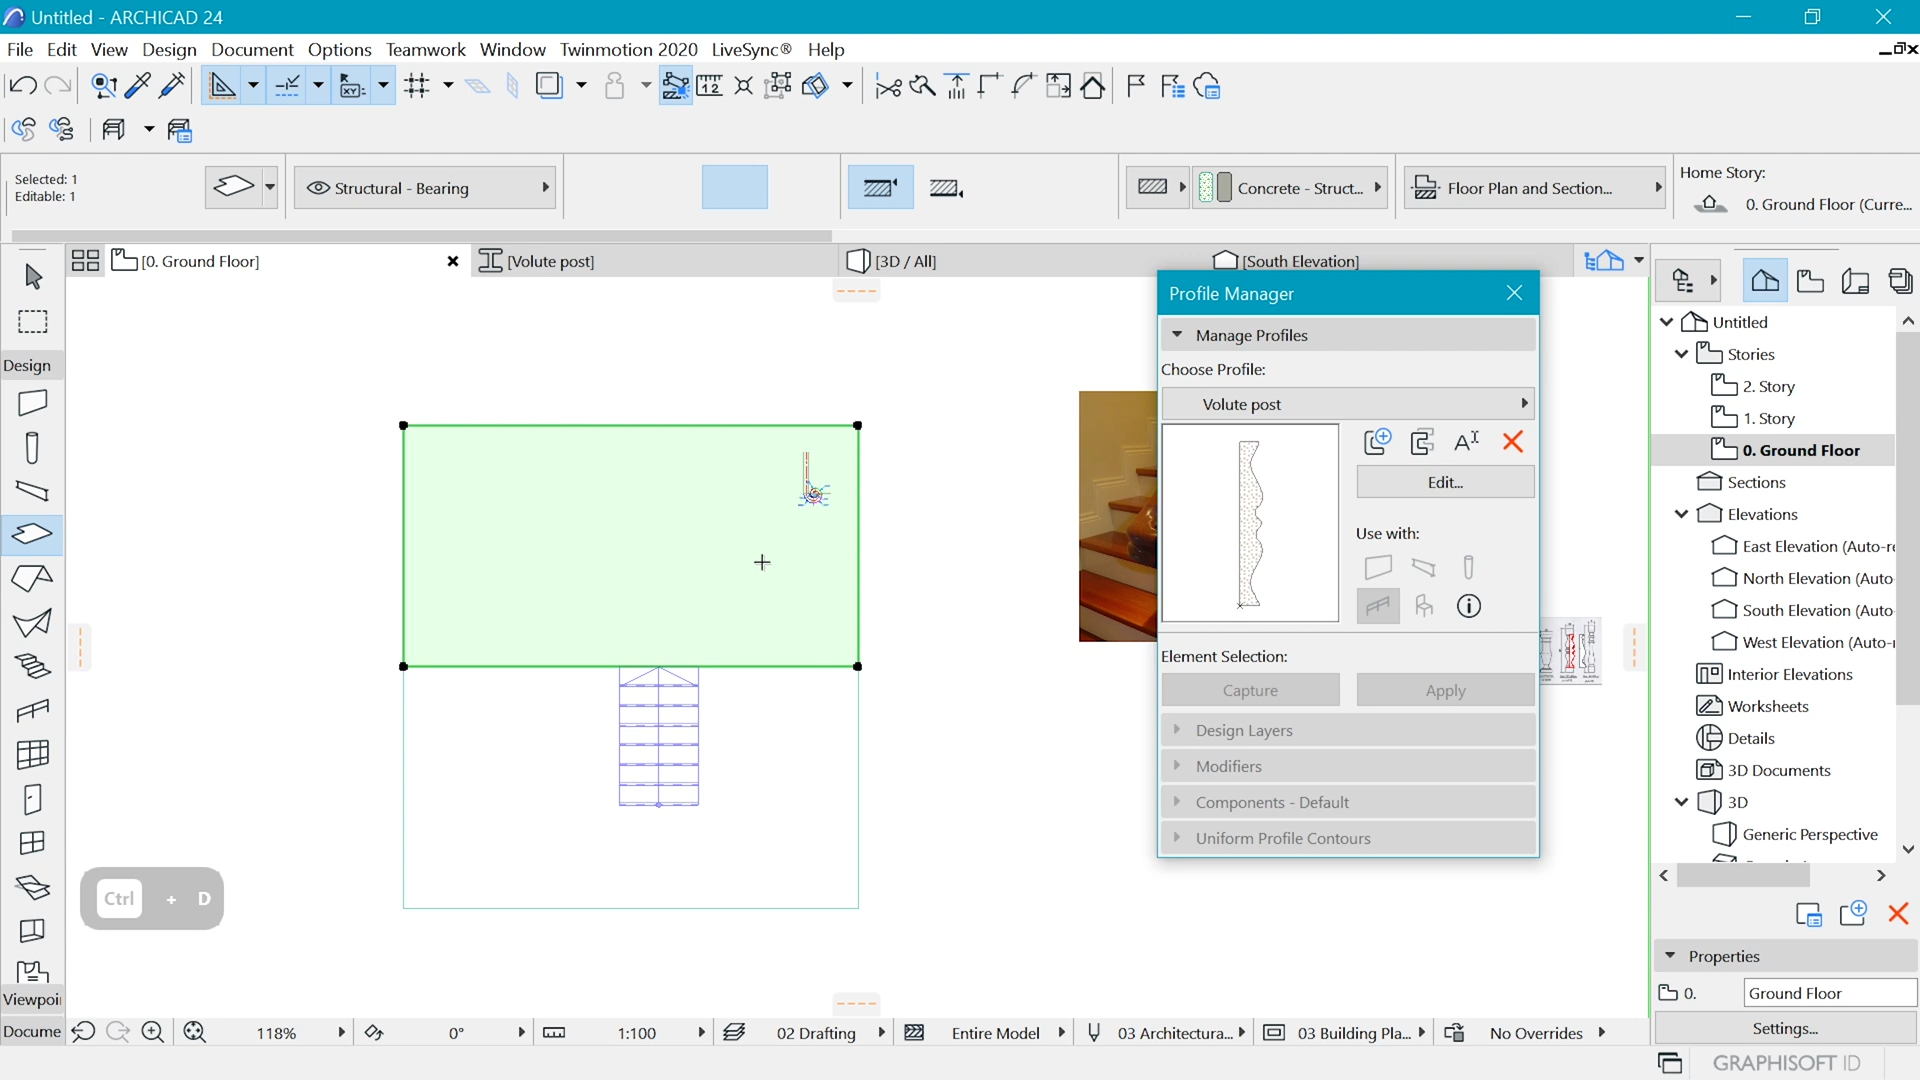 Untitled - ARCHICAD 24
File Edit View Design Document Options Teamwork Window Twinmotion 2020 LiveSync® Help
Selected: 1
Editable: 1
Structural - Bearing
Concrete - Struct...
Floor Plan and Section...
Home Story:
0. Ground Floor (Curre...
[0. Ground Floor]
[Volute post]
[3D / All]
[South Elevation]
Design
Profile Manager
Manage Profiles
Choose Profile:
Volute post
Edit...
Use with:
Element Selection:
Capture
Apply
Design Layers
Modifiers
Components - Default
Uniform Profile Contours
Untitled
Stories
2. Story
1. Story
0. Ground Floor
Sections
Elevations
East Elevation (Auto-re
North Elevation (Auto
South Elevation (Auto
West Elevation (Auto-
Interior Elevations
Worksheets
Details
3D Documents
3D
Generic Perspective
Properties
0.
Ground Floor
Settings...
Ctrl + D
Viewpoi
Docume
118%
0°
1:100
02 Drafting
Entire Model
03 Architectura...
03 Building Pla...
No Overrides
GRAPHISOFT ID